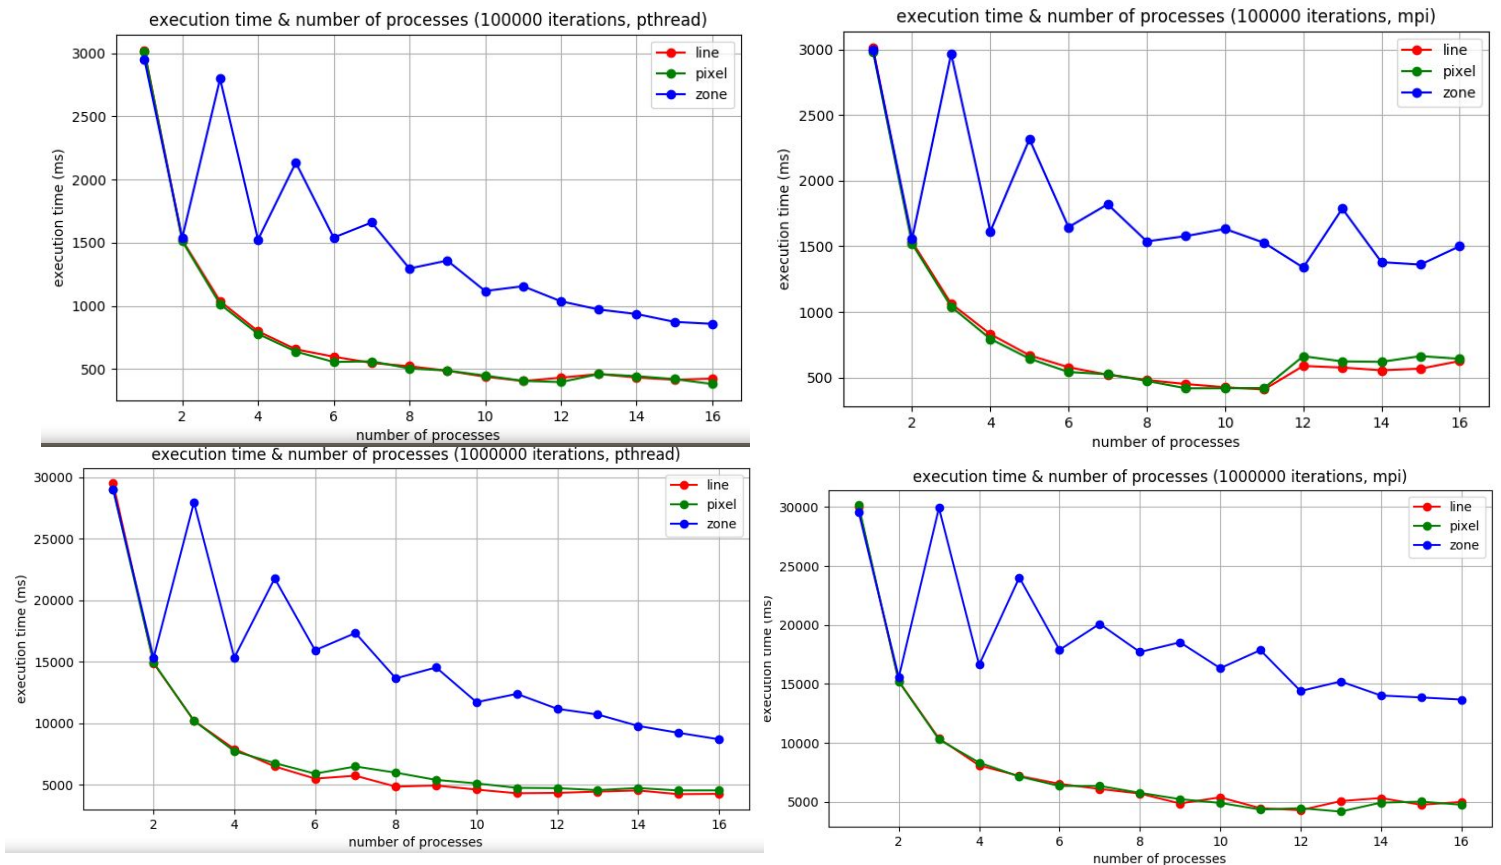 execution time & number of processes (100000 iterations, pthread)
line
pixel
zone
execution time (ms)
3000
2500
2000
1500
1000
500
2 4 6 8 10 12 14 16
number of processes
execution time & number of processes (100000 iterations, mpi)
line
pixel
zone
execution time (ms)
3000
2500
2000
1500
1000
500
2 4 6 8 10 12 14 16
number of processes
execution time & number of processes (1000000 iterations, pthread)
line
pixel
zone
execution time (ms)
30000
25000
20000
15000
10000
5000
2 4 6 8 10 12 14 16
number of processes
execution time & number of processes (1000000 iterations, mpi)
line
pixel
zone
execution time (ms)
30000
25000
20000
15000
10000
5000
2 4 6 8 10 12 14 16
number of processes